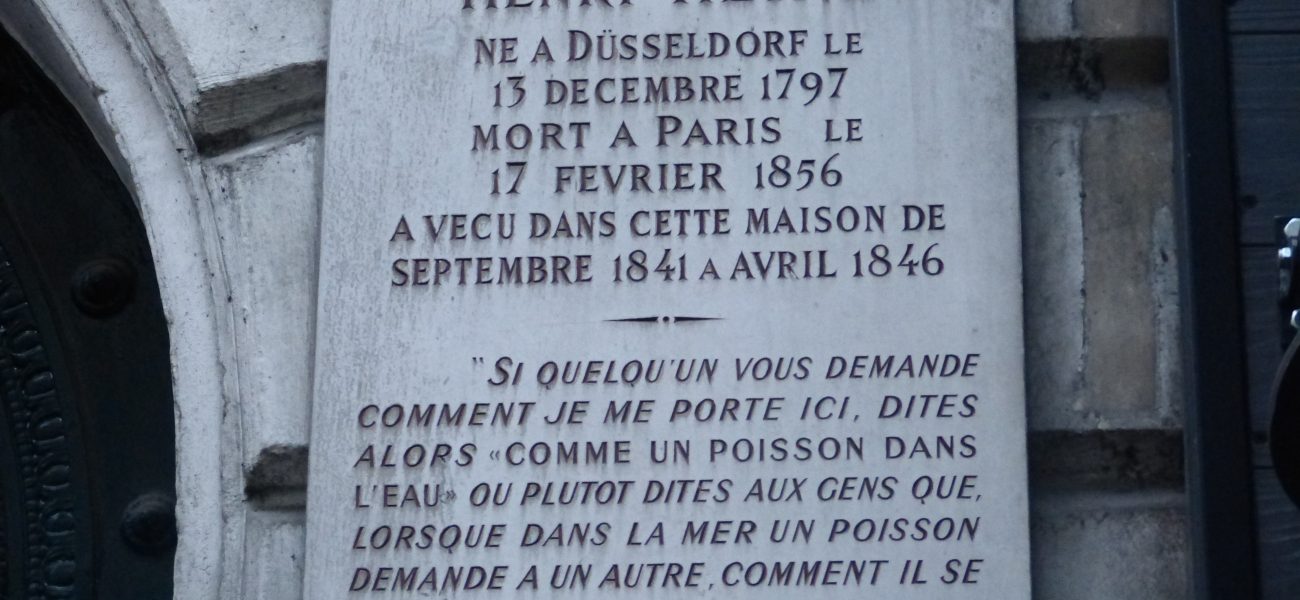 HENRI HEINE
NE A DÜSSELDORF LE
13 DECEMBRE 1797
MORT A PARIS LE
17 FEVRIER 1856
A VECU DANS CETTE MAISON DE
SEPTEMBRE 1841 A AVRIL 1846
"SI QUELQU'UN VOUS DEMANDE
COMMENT JE ME PORTE ICI, DITES
ALORS «COMME UN POISSON DANS
L'EAU» OU PLUTOT DITES AUX GENS QUE,
LORSQUE DANS LA MER UN POISSON
DEMANDE A UN AUTRE, COMMENT IL SE